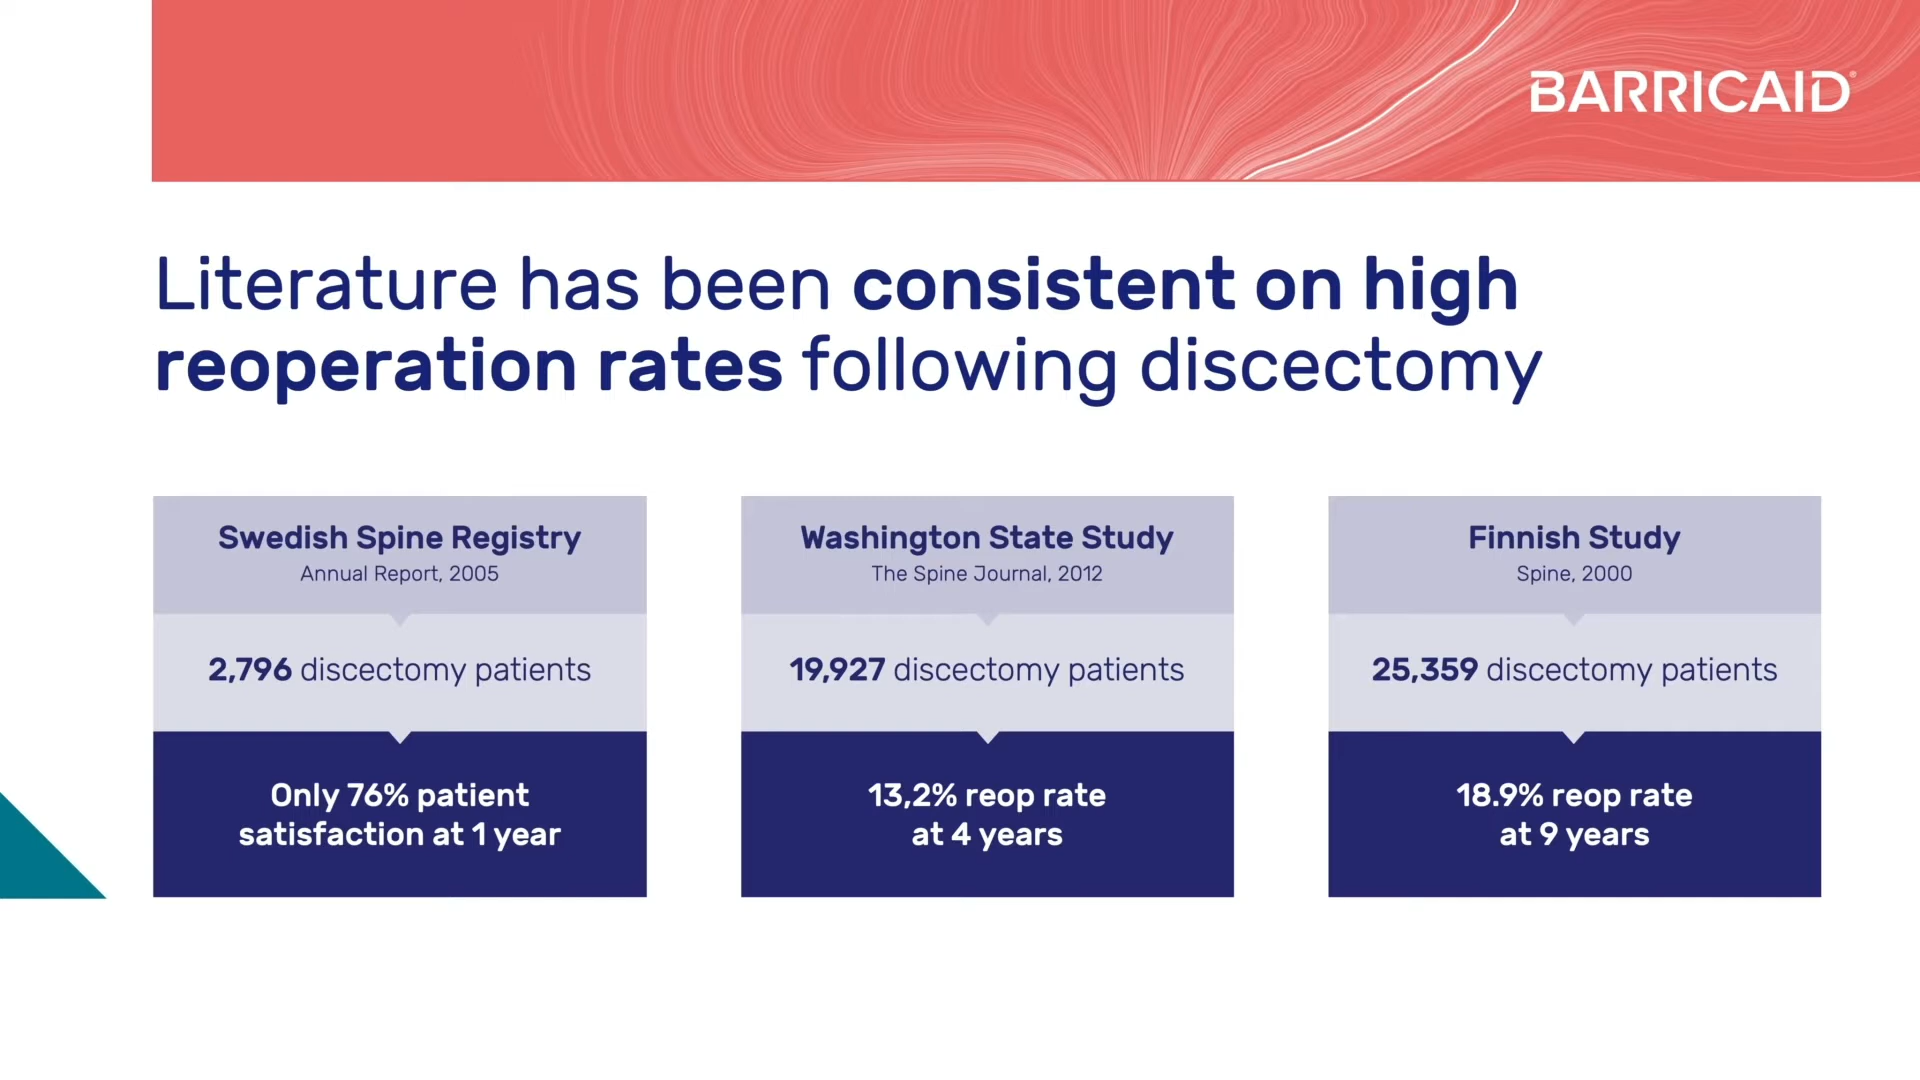 BARRICAID®
Literature has been consistent on high
reoperation rates following discectomy
Swedish Spine Registry
Annual Report, 2005
2,796 discectomy patients
Only 76% patient
satisfaction at 1 year
Washington State Study
The Spine Journal, 2012
19,927 discectomy patients
13,2% reop rate
at 4 years
Finnish Study
Spine, 2000
25,359 discectomy patients
18.9% reop rate
at 9 years